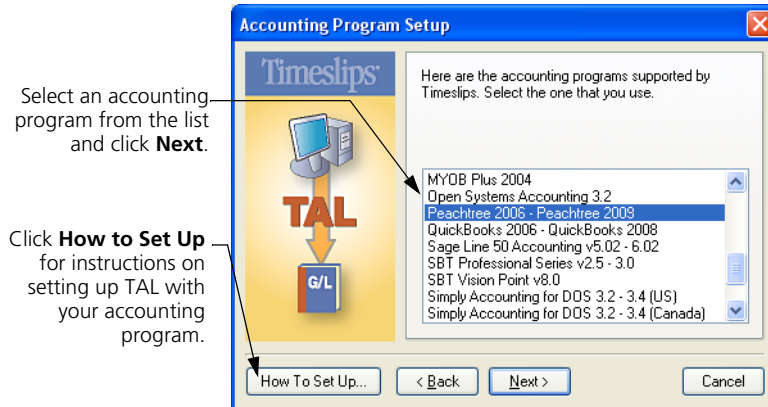 Accounting Program Setup
Timeslips
TAL
G/L
Here are the accounting programs supported by
Timeslips. Select the one that you use.
MYOB Plus 2004
Open Systems Accounting 3.2
Peachtree 2006 - Peachtree 2009
QuickBooks 2006 - QuickBooks 2008
Sage Line 50 Accounting v5.02 - 6.02
SBT Professional Series v2.5 - 3.0
SBT Vision Point v8.0
Simply Accounting for DOS 3.2 - 3.4 (US)
Simply Accounting for DOS 3.2 - 3.4 (Canada)
How To Set Up...
< Back
Next >
Cancel
Select an accounting
program from the list
and click Next.
Click How to Set Up
for instructions on
setting up TAL with
your accounting
program.